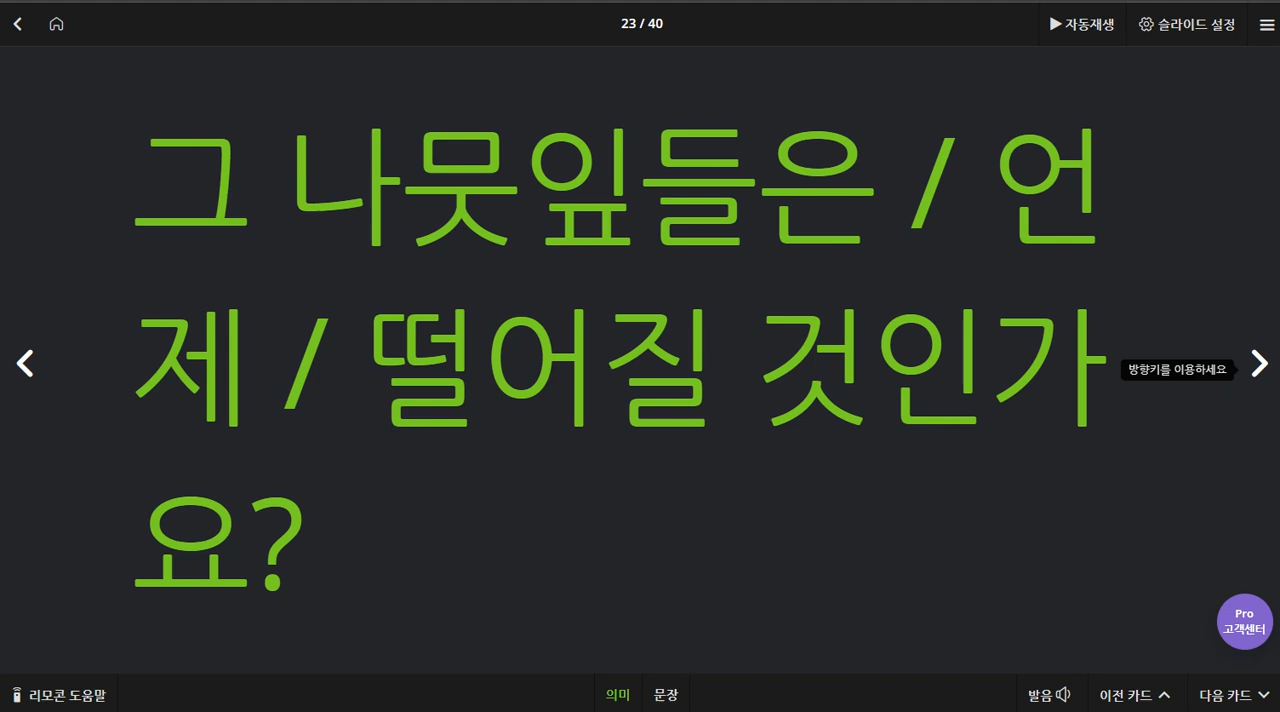 23 / 40
자동재생
슬라이드 설정
그 나뭇잎들은 / 언
제 / 떨어질 것인가
요?
방향키를 이용하세요
Pro
고객센터
리모콘 도움말
의미
문장
발음
이전 카드
다음 카드